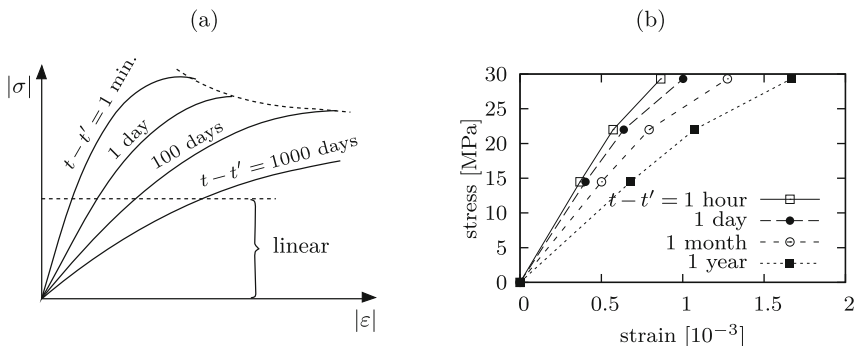 (a)
|σ|
t − t′ = 1 min.
1 day
100 days
t − t′ = 1000 days
linear
|ε|
(b)
stress [MPa]
30
25
20
15
10
5
0
t − t′ = 1 hour
1 day
1 month
1 year
0
0.5
1
1.5
2
strain [10⁻³]